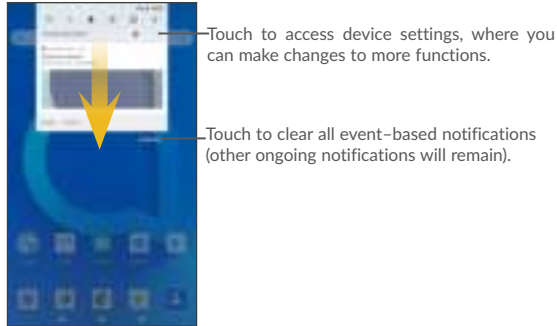 Touch to access device settings, where you
can make changes to more functions.
Touch to clear all event–based notifications
(other ongoing notifications will remain).